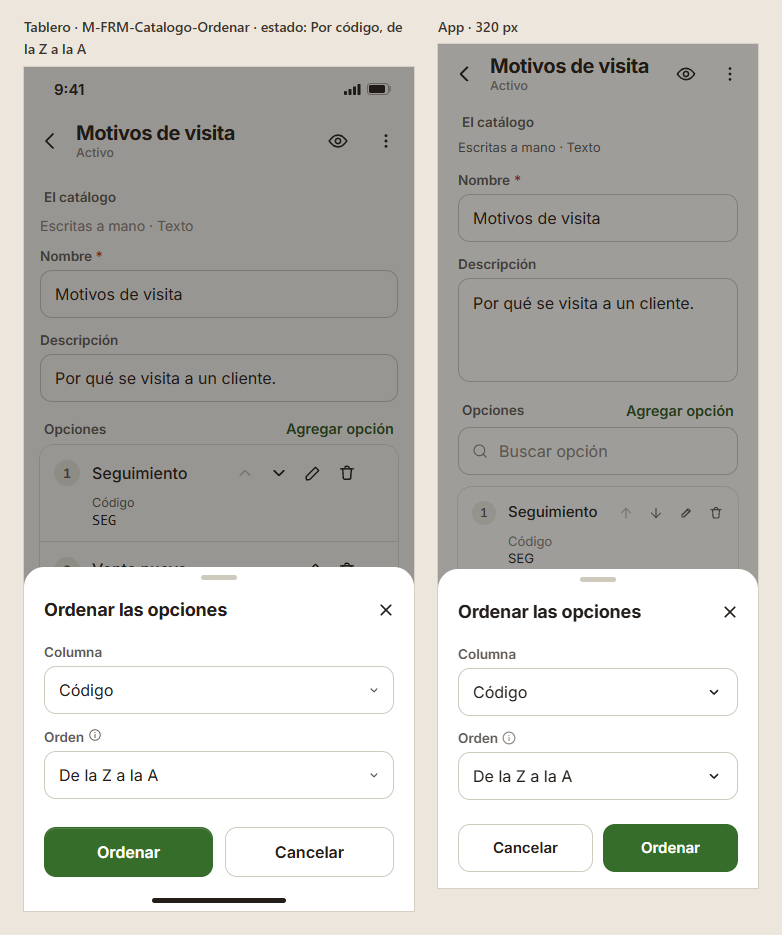 Tablero · M-FRM-Catalogo-Ordenar · estado: Por código, de
la Z a la A
9:41
Motivos de visita
Activo
El catálogo
Escritas a mano · Texto
Nombre *
Motivos de visita
Descripción
Por qué se visita a un cliente.
Opciones
Agregar opción
1
Seguimiento
Código
SEG
Ordenar las opciones
Columna
Código
Orden
De la Z a la A
Ordenar
Cancelar
App · 320 px
Motivos de visita
Activo
El catálogo
Escritas a mano · Texto
Nombre *
Motivos de visita
Descripción
Por qué se visita a un cliente.
Opciones
Agregar opción
Buscar opción
1
Seguimiento
Código
SEG
Ordenar las opciones
Columna
Código
Orden
De la Z a la A
Cancelar
Ordenar